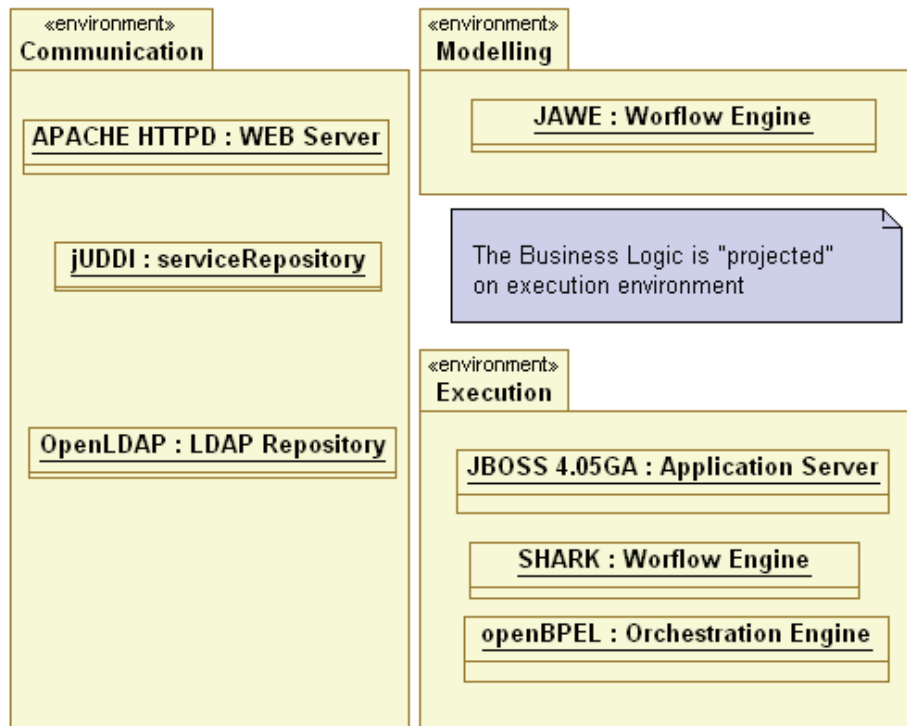 «environment»
Communication
APACHE HTTPD : WEB Server
jUDDI : serviceRepository
OpenLDAP : LDAP Repository
«environment»
Modelling
JAWE : Worflow Engine
The Business Logic is "projected"
on execution environment
«environment»
Execution
JBOSS 4.05GA : Application Server
SHARK : Worflow Engine
openBPEL : Orchestration Engine